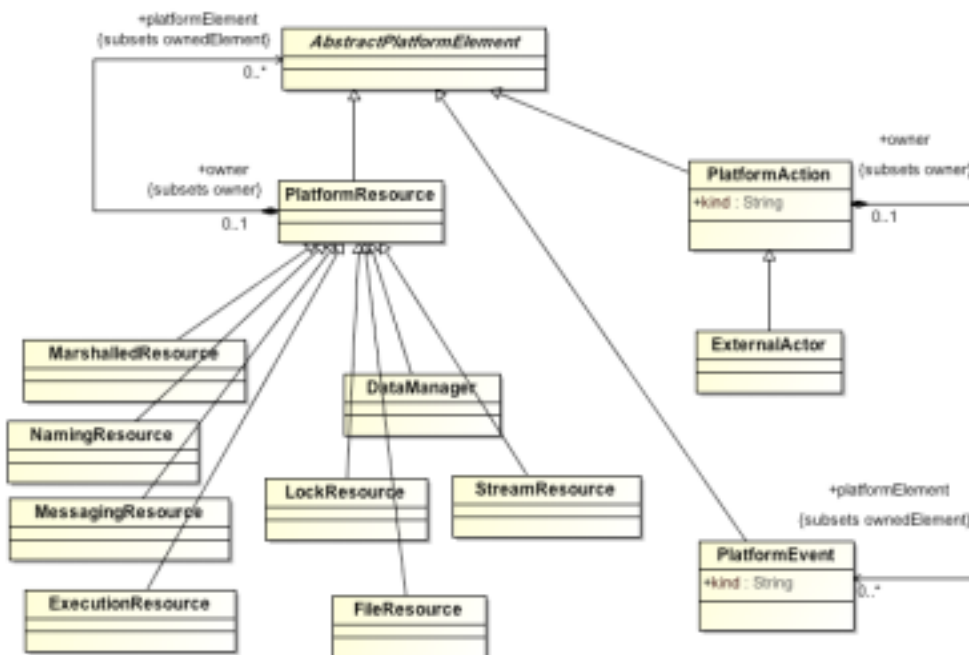 +platformElement
{subsets ownedElement}
0..*
AbstractPlatformElement
+owner
{subsets owner}
0..1
PlatformResource
PlatformAction
+kind : String
+owner
{subsets owner}
0..1
MarshalledResource
ExternalActor
DataManager
NamingResource
LockResource
StreamResource
MessagingResource
+platformElement
{subsets ownedElement}
PlatformEvent
+kind : String
0..*
ExecutionResource
FileResource